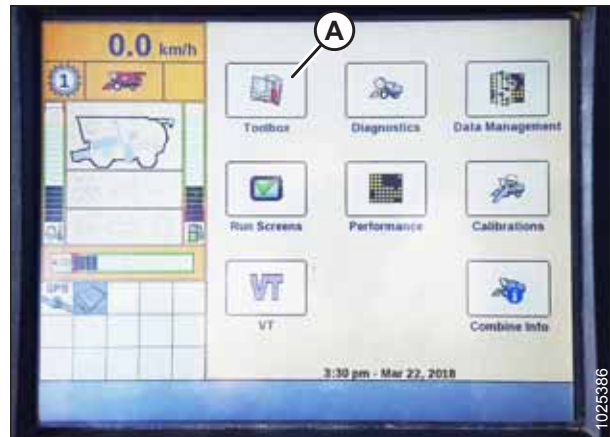 A
0.0 km/h
1
Toolbox
Diagnostics
Data Management
Run Screens
Performance
Calibrations
GPS
VT
VT
Combine Info
3:30 pm - Mar 22, 2018
1025386